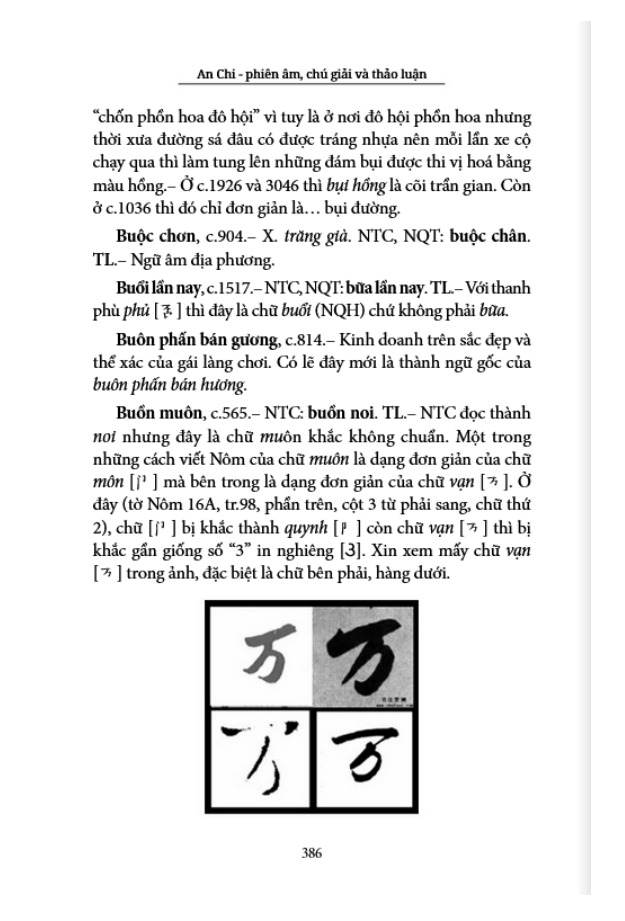 An Chi - phiên âm, chú giải và thảo luận
“chốn phồn hoa đô hội” vì tuy là ở nơi đô hội phồn hoa nhưng
thời xưa đường sá đâu có được tráng nhựa nên mỗi lần xe cộ
chạy qua thì làm tung lên những đám bụi được thi vị hoá bằng
màu hồng.– Ở c.1926 và 3046 thì bụi hồng là cõi trần gian. Còn
ở c.1036 thì đó chỉ đơn giản là… bụi đường.
Buộc chơn, c.904.– X. trăng già. NTC, NQT: buộc chân.
TL.– Ngữ âm địa phương.
Buổi lần nay, c.1517.– NTC, NQT: bữa lần nay. TL.– Với thanh
phù phủ [ ] thì đây là chữ buổi (NQH) chứ không phải bữa.
Buôn phấn bán gương, c.814.– Kinh doanh trên sắc đẹp và
thể xác của gái làng chơi. Có lẽ đây mới là thành ngữ gốc của
buôn phấn bán hương.
Buồn muôn, c.565.– NTC: buồn noi. TL.– NTC đọc thành
noi nhưng đây là chữ muôn khắc không chuẩn. Một trong
những cách viết Nôm của chữ muôn là dạng đơn giản của chữ
môn [ ] mà bên trong là dạng đơn giản của chữ vạn [ ]. Ở
đây (tờ Nôm 16A, tr.98, phần trên, cột 3 từ phải sang, chữ thứ
2), chữ [ ] bị khắc thành quynh [ ] còn chữ vạn [ ] thì bị
khắc gần giống số “3” in nghiêng [3]. Xin xem mấy chữ vạn
[ ] trong ảnh, đặc biệt là chữ bên phải, hàng dưới.
万 万
万 万
386